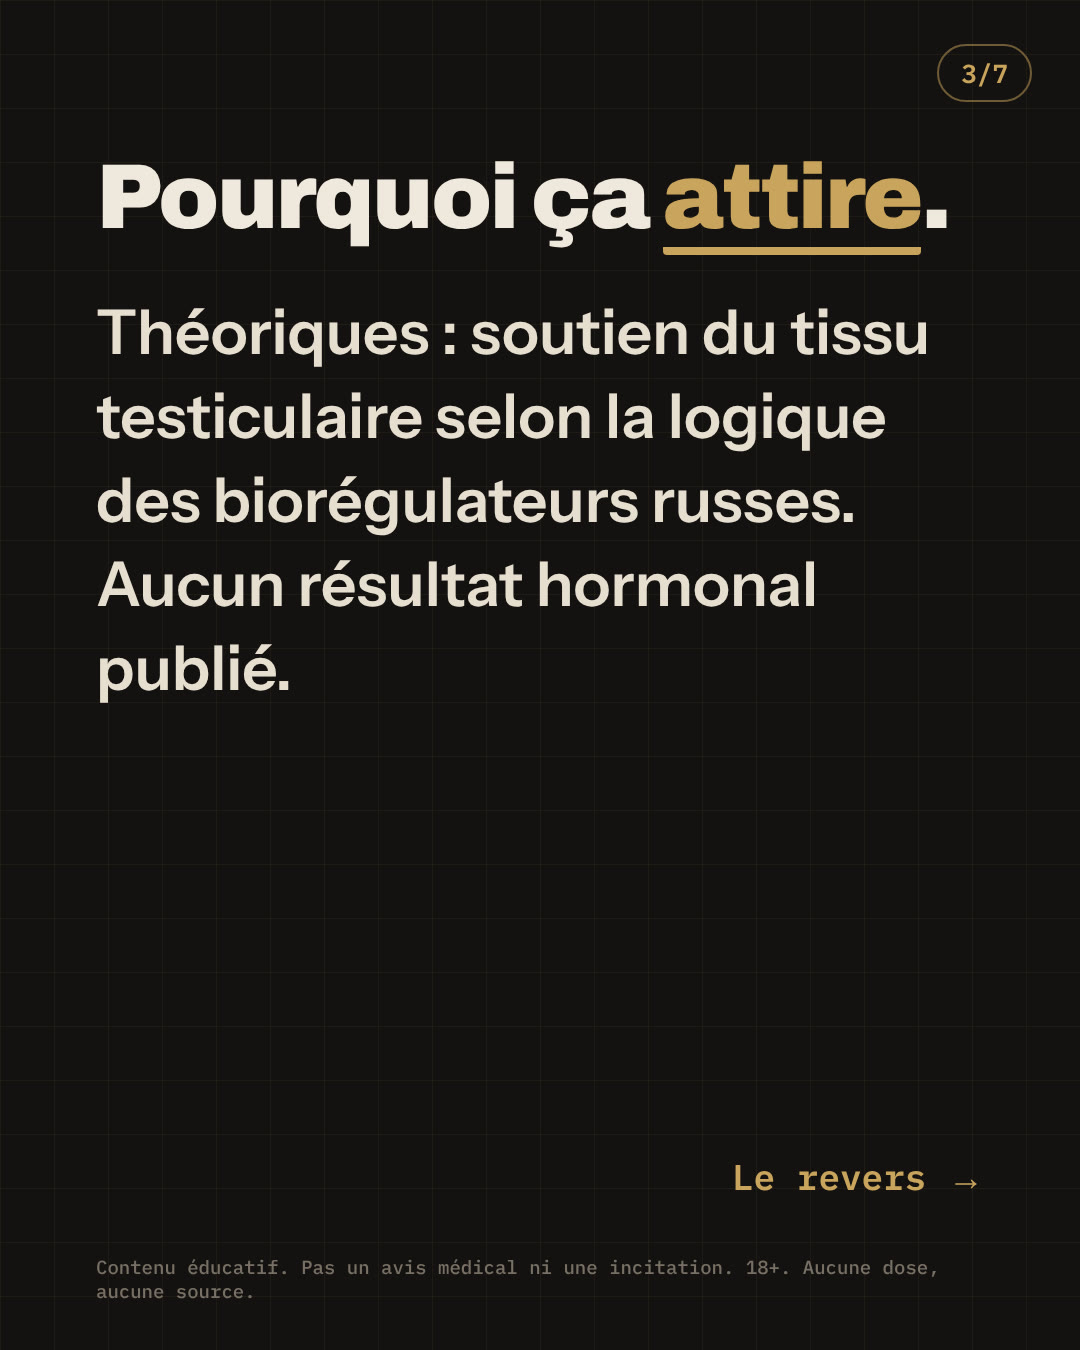 3/7
Pourquoi ça attire.
Théoriques : soutien du tissu
testiculaire selon la logique
des biorégulateurs russes.
Aucun résultat hormonal
publié.
Le revers →
Contenu éducatif. Pas un avis médical ni une incitation. 18+. Aucune dose,
aucune source.